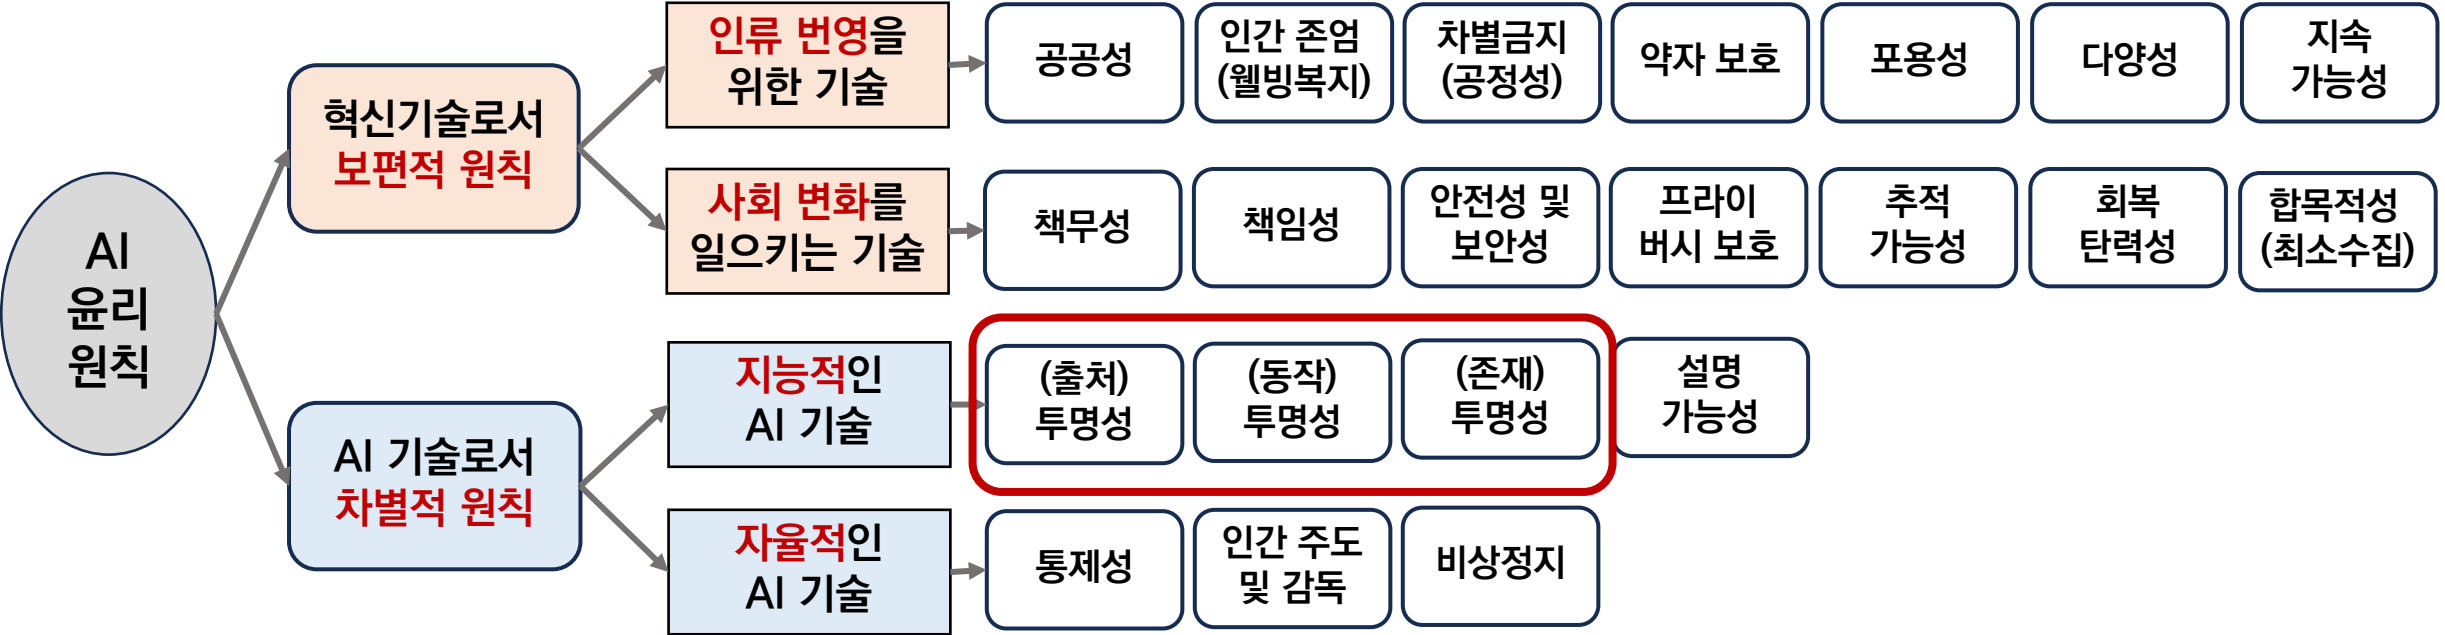 AI
윤리
원칙
혁신기술로서
보편적 원칙
AI 기술로서
차별적 원칙
인류 번영을
위한 기술
공공성
인간 존엄
(웰빙복지)
차별금지
(공정성)
약자 보호
포용성
다양성
지속
가능성
사회 변화를
일으키는 기술
책무성
책임성
안전성 및
보안성
프라이
버시 보호
추적
가능성
회복
탄력성
합목적성
(최소수집)
지능적인
AI 기술
(출처)
투명성
(동작)
투명성
(존재)
투명성
설명
가능성
자율적인
AI 기술
통제성
인간 주도
및 감독
비상정지